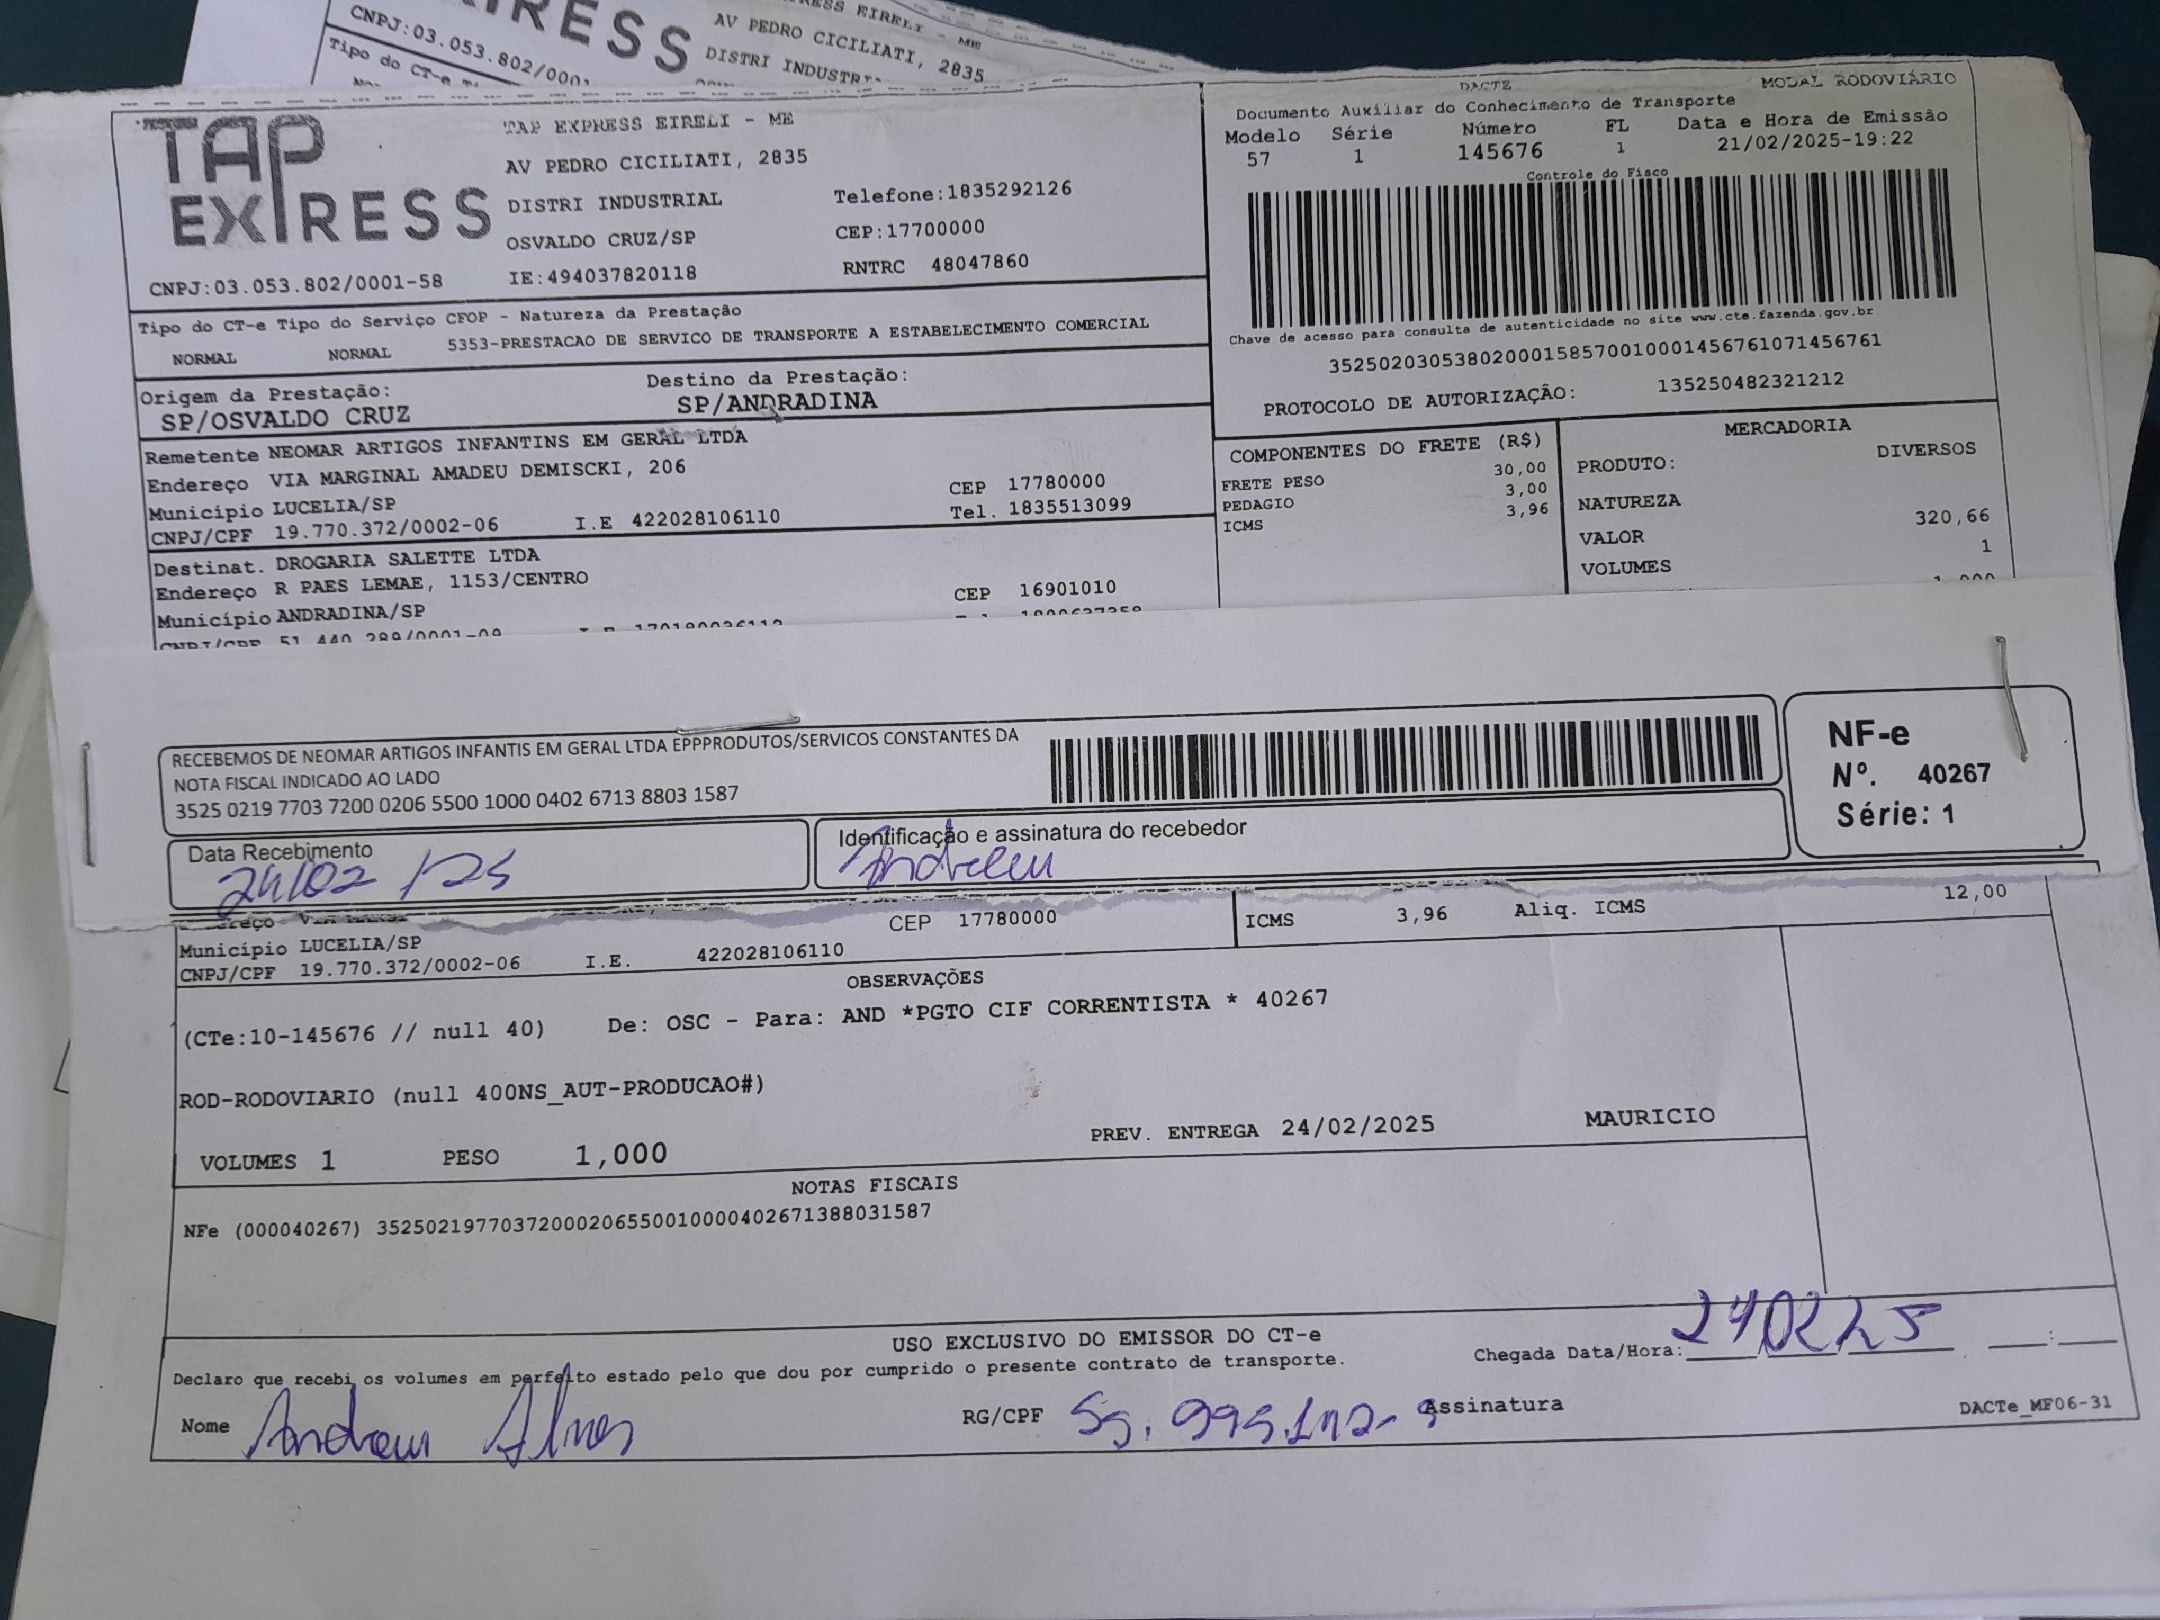 RESS
RESS EIRELI - ME
AV PEDRO CICILIATI, 2835
CNPJ:03.053.802/0001
DISTRI INDUSTR
Tipo do CT-e
TAP EXPRESS
TAP EXPRESS EIRELI - ME
AV PEDRO CICILIATI, 2835
DISTRI INDUSTRIAL Telefone:1835292126
OSVALDO CRUZ/SP CEP:17700000
CNPJ:03.053.802/0001-58 IE:494037820118 RNTRC 48047860
DACTE MODAL RODOVIÁRIO
Documento Auxiliar do Conhecimento de Transporte
Modelo Série Número FL Data e Hora de Emissão
57 1 145676 1 21/02/2025-19:22
Controle do Fisco
Chave de acesso para consulta de autenticidade no site www.cte.fazenda.gov.br
35250203053802000158570010001456761071456761
PROTOCOLO DE AUTORIZAÇÃO: 135250482321212
Tipo do CT-e Tipo do Serviço CFOP - Natureza da Prestação
NORMAL NORMAL 5353-PRESTACAO DE SERVICO DE TRANSPORTE A ESTABELECIMENTO COMERCIAL
Origem da Prestação: Destino da Prestação:
SP/OSVALDO CRUZ SP/ANDRADINA
Remetente NEOMAR ARTIGOS INFANTINS EM GERAL LTDA
Endereço VIA MARGINAL AMADEU DEMISCKI, 206
Município LUCELIA/SP CEP 17780000
CNPJ/CPF 19.770.372/0002-06 I.E 422028106110 Tel. 1835513099
Destinat. DROGARIA SALETTE LTDA
Endereço R PAES LEMAE, 1153/CENTRO
Município ANDRADINA/SP CEP 16901010
CNPJ/CPF 51.440.289/0001-09
COMPONENTES DO FRETE (R$)
FRETE PESO 30,00
PEDAGIO 3,00
ICMS 3,96
MERCADORIA
PRODUTO: DIVERSOS
NATUREZA
VALOR 320,66
VOLUMES 1
RECEBEMOS DE NEOMAR ARTIGOS INFANTIS EM GERAL LTDA EPPPRODUTOS/SERVICOS CONSTANTES DA
NOTA FISCAL INDICADO AO LADO
3525 0219 7703 7200 0206 5500 1000 0402 6713 8803 1587
NF-e
Nº. 40267
Série: 1
Data Recebimento
24/02/25
Identificação e assinatura do recebedor
Andrew
CEP 17780000 ICMS 3,96 Aliq. ICMS 12,00
Município LUCELIA/SP
CNPJ/CPF 19.770.372/0002-06 I.E. 422028106110
OBSERVAÇÕES
(CTe:10-145676 // null 40) De: OSC - Para: AND *PGTO CIF CORRENTISTA * 40267
ROD-RODOVIARIO (null 400NS_AUT-PRODUCAO#)
PREV. ENTREGA 24/02/2025 MAURICIO
VOLUMES 1 PESO 1,000
NOTAS FISCAIS
NFe (000040267) 35250219770372000206550010000402671388031587
USO EXCLUSIVO DO EMISSOR DO CT-e
Declaro que recebi os volumes em perfeito estado pelo que dou por cumprido o presente contrato de transporte.
Chegada Data/Hora: 24 02 25 :
Nome Andrew Alves RG/CPF Assinatura
DACTe_MF06-31